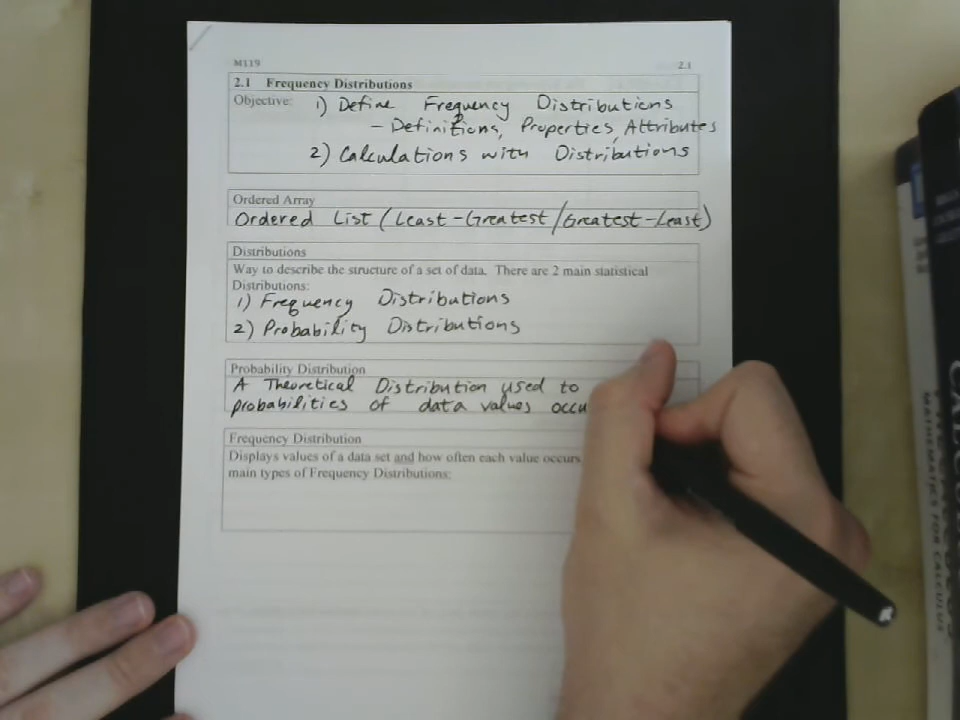 M119
2.1
2.1 Frequency Distributions
Objective: 1) Define Frequency Distributions
- Definitions, Properties, Attributes
2) Calculations with Distributions
Ordered Array
Ordered List (Least-Greatest/Greatest-Least)
Distributions
Way to describe the structure of a set of data. There are 2 main statistical
Distributions:
1) Frequency Distributions
2) Probability Distributions
Probability Distribution
A Theoretical Distribution used to
probabilities of data values occu
Frequency Distribution
Displays values of a data set and how often each value occurs.
main types of Frequency Distributions:
MATHEMATICS FOR CALCULUS